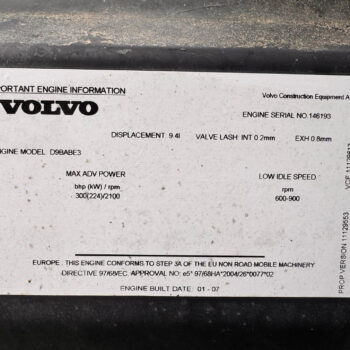 PORTANT ENGINE INFORMATION
VOLVO
Volvo Construction Equipment A
ENGINE SERIAL NO.146193
DISPLACEMENT 9.4l VALVE LASH: INT 0.2mm EXH 0.8mm
NGINE MODEL D9BABE3
MAX ADV POWER LOW IDLE SPEED
bhp (kW) / rpm rpm
300(224)/2100 600-900
EUROPE: THIS ENGINE CONFORMS TO STEP 3A OF THE EU NON ROAD MOBILE MACHINERY
DIRECTIVE 97/68/EC, APPROVAL NO: e5* 97/68HA*2004/26*0077*02
ENGINE BUILT DATE: 01 - 07
PROP VERSION 11129553